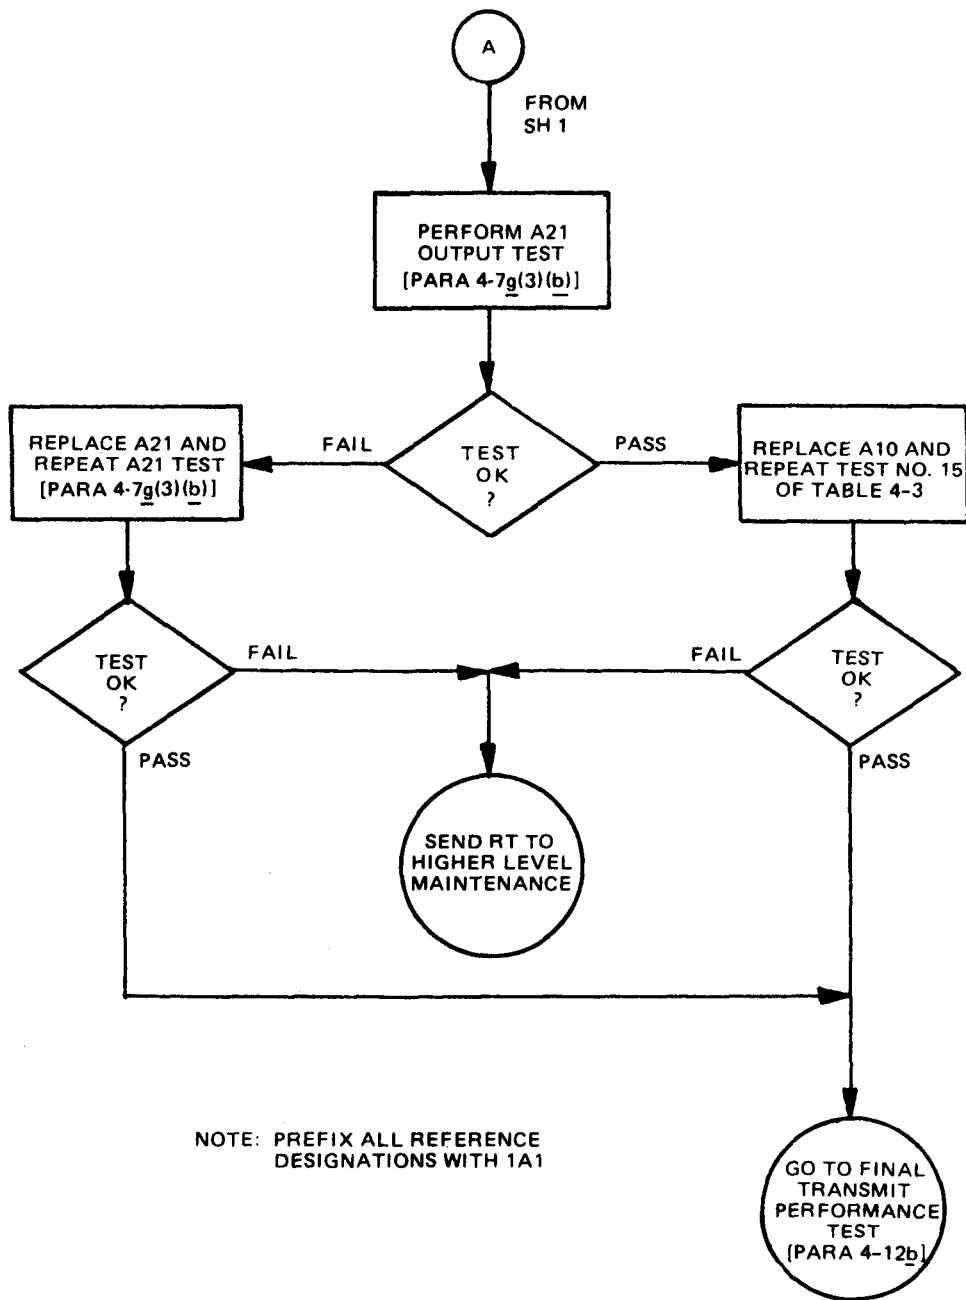 A
FROM
SH 1
PERFORM A21
OUTPUT TEST
[PARA 4-7g(3)(b)]
TEST
OK
?
FAIL
PASS
REPLACE A21 AND
REPEAT A21 TEST
[PARA 4-7g(3)(b)]
REPLACE A10 AND
REPEAT TEST NO. 15
OF TABLE 4-3
TEST
OK
?
FAIL
PASS
TEST
OK
?
FAIL
PASS
SEND RT TO
HIGHER LEVEL
MAINTENANCE
NOTE: PREFIX ALL REFERENCE
DESIGNATIONS WITH 1A1
GO TO FINAL
TRANSMIT
PERFORMANCE
TEST
[PARA 4-12b]